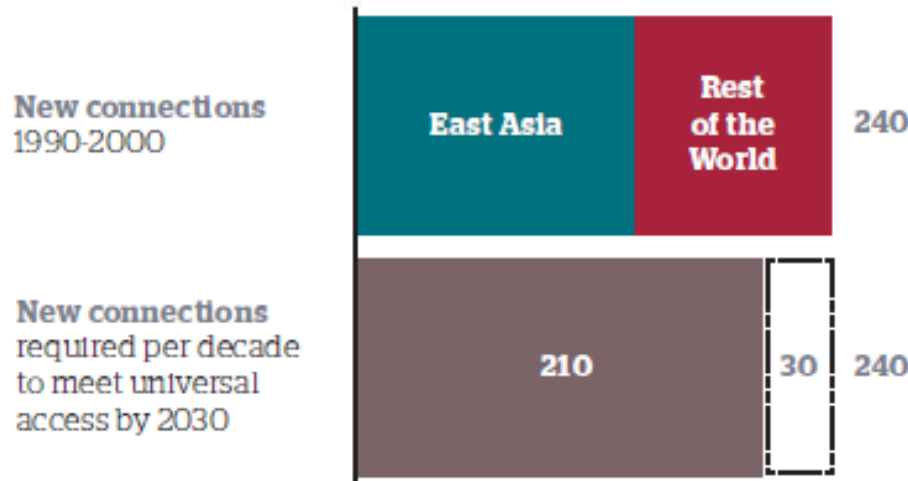 New connections
1990-2000
East Asia
Rest
of the
World
240
New connections
required per decade
to meet universal
access by 2030
210
30
240